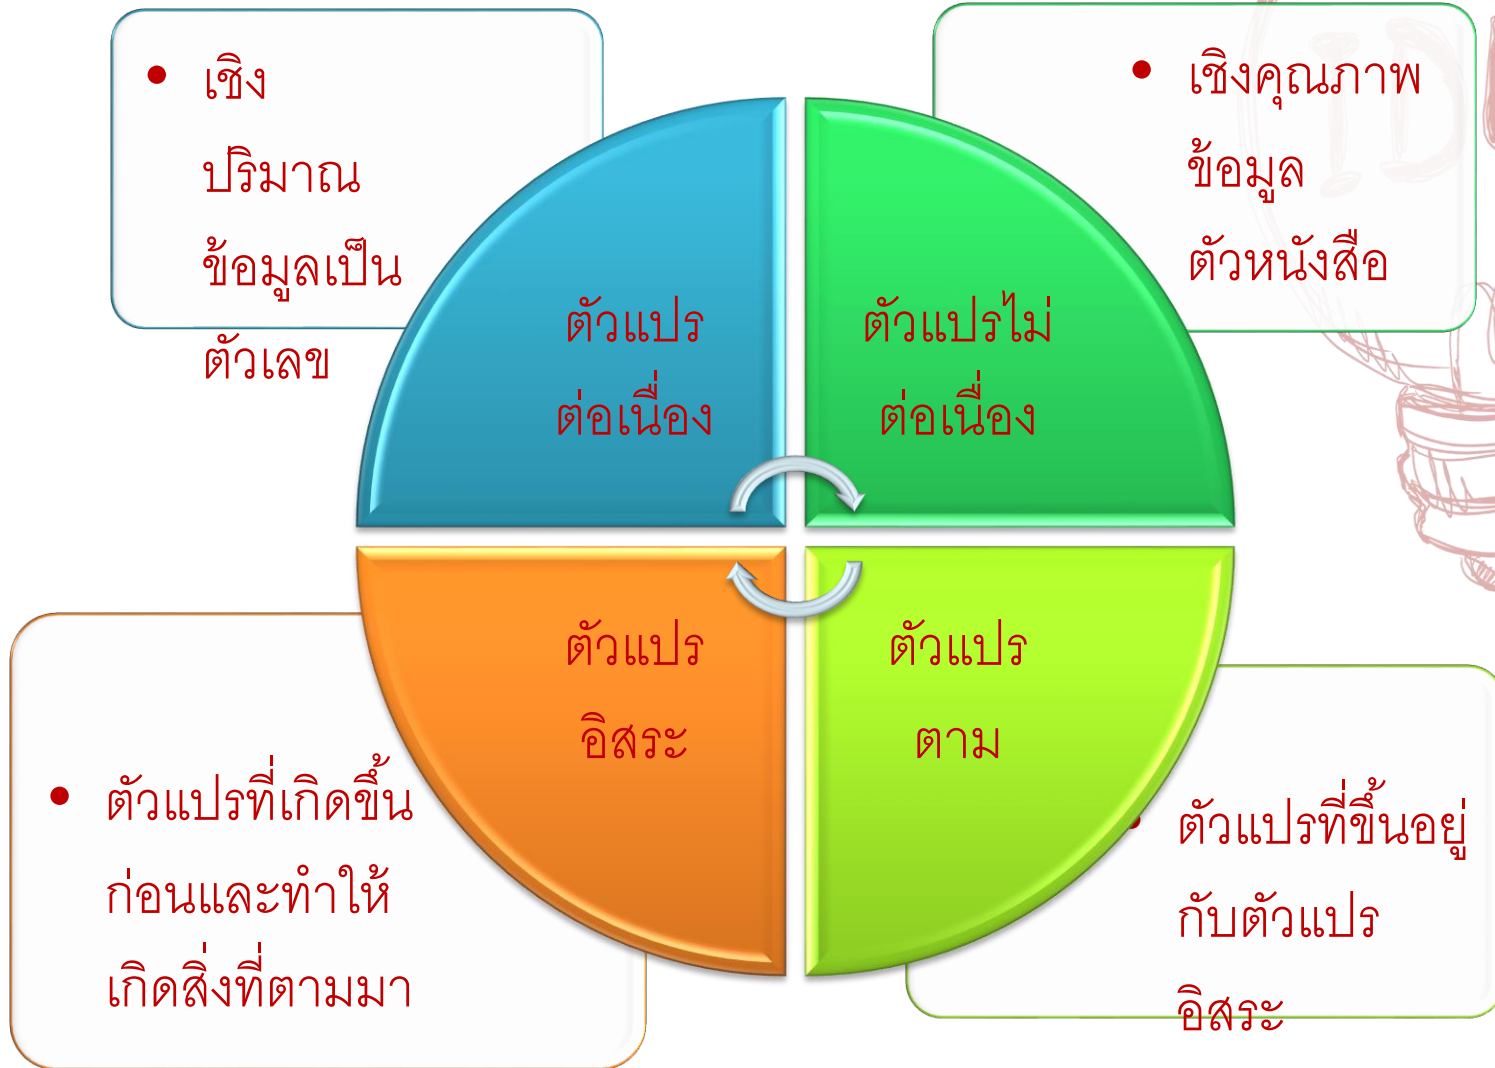 • เชิง
ปริมาณ
ข้อมูลเป็น
ตัวเลข
• เชิงคุณภาพ
ข้อมูล
ตัวหนังสือ
ตัวแปร
ต่อเนื่อง
ตัวแปรไม่
ต่อเนื่อง
ตัวแปร
อิสระ
ตัวแปร
ตาม
• ตัวแปรที่เกิดขึ้น
ก่อนและทำให้
เกิดสิ่งที่ตามมา
• ตัวแปรที่ขึ้นอยู่
กับตัวแปร
อิสระ